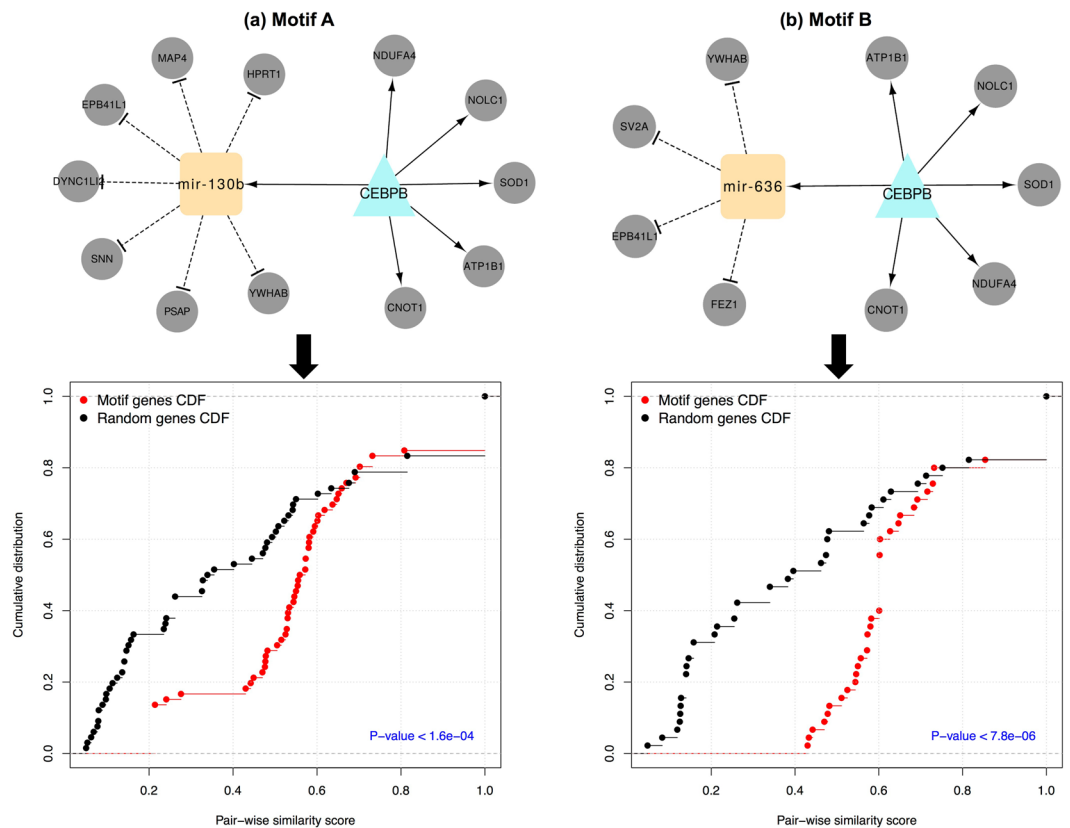 (a) Motif A
MAP4
HPRT1
NDUFA4
EPB41L1
NOLC1
DYNC1LI2
mir-130b
CEBPB
SOD1
SNN
ATP1B1
PSAP
YWHAB
CNOT1
(b) Motif B
YWHAB
ATP1B1
NOLC1
SV2A
mir-636
CEBPB
SOD1
EPB41L1
NDUFA4
FEZ1
CNOT1
Motif genes CDF
Random genes CDF
1.0
0.8
0.6
0.4
0.2
0.0
Cumulative distribution
P-value < 1.6e-04
0.2 0.4 0.6 0.8 1.0
Pair-wise similarity score
Motif genes CDF
Random genes CDF
1.0
0.8
0.6
0.4
0.2
0.0
Cumulative distribution
P-value < 7.8e-06
0.2 0.4 0.6 0.8 1.0
Pair-wise similarity score